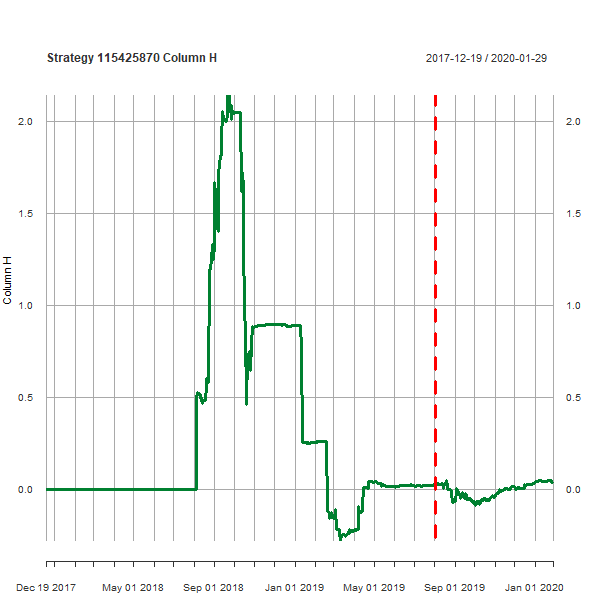 Strategy 115425870 Column H
2017-12-19 / 2020-01-29
2.0 2.0
1.5 1.5
1.0 1.0
0.5 0.5
0.0 0.0
Column H
Dec 19 2017 May 01 2018 Sep 01 2018 Jan 01 2019 May 01 2019 Sep 01 2019 Jan 01 2020